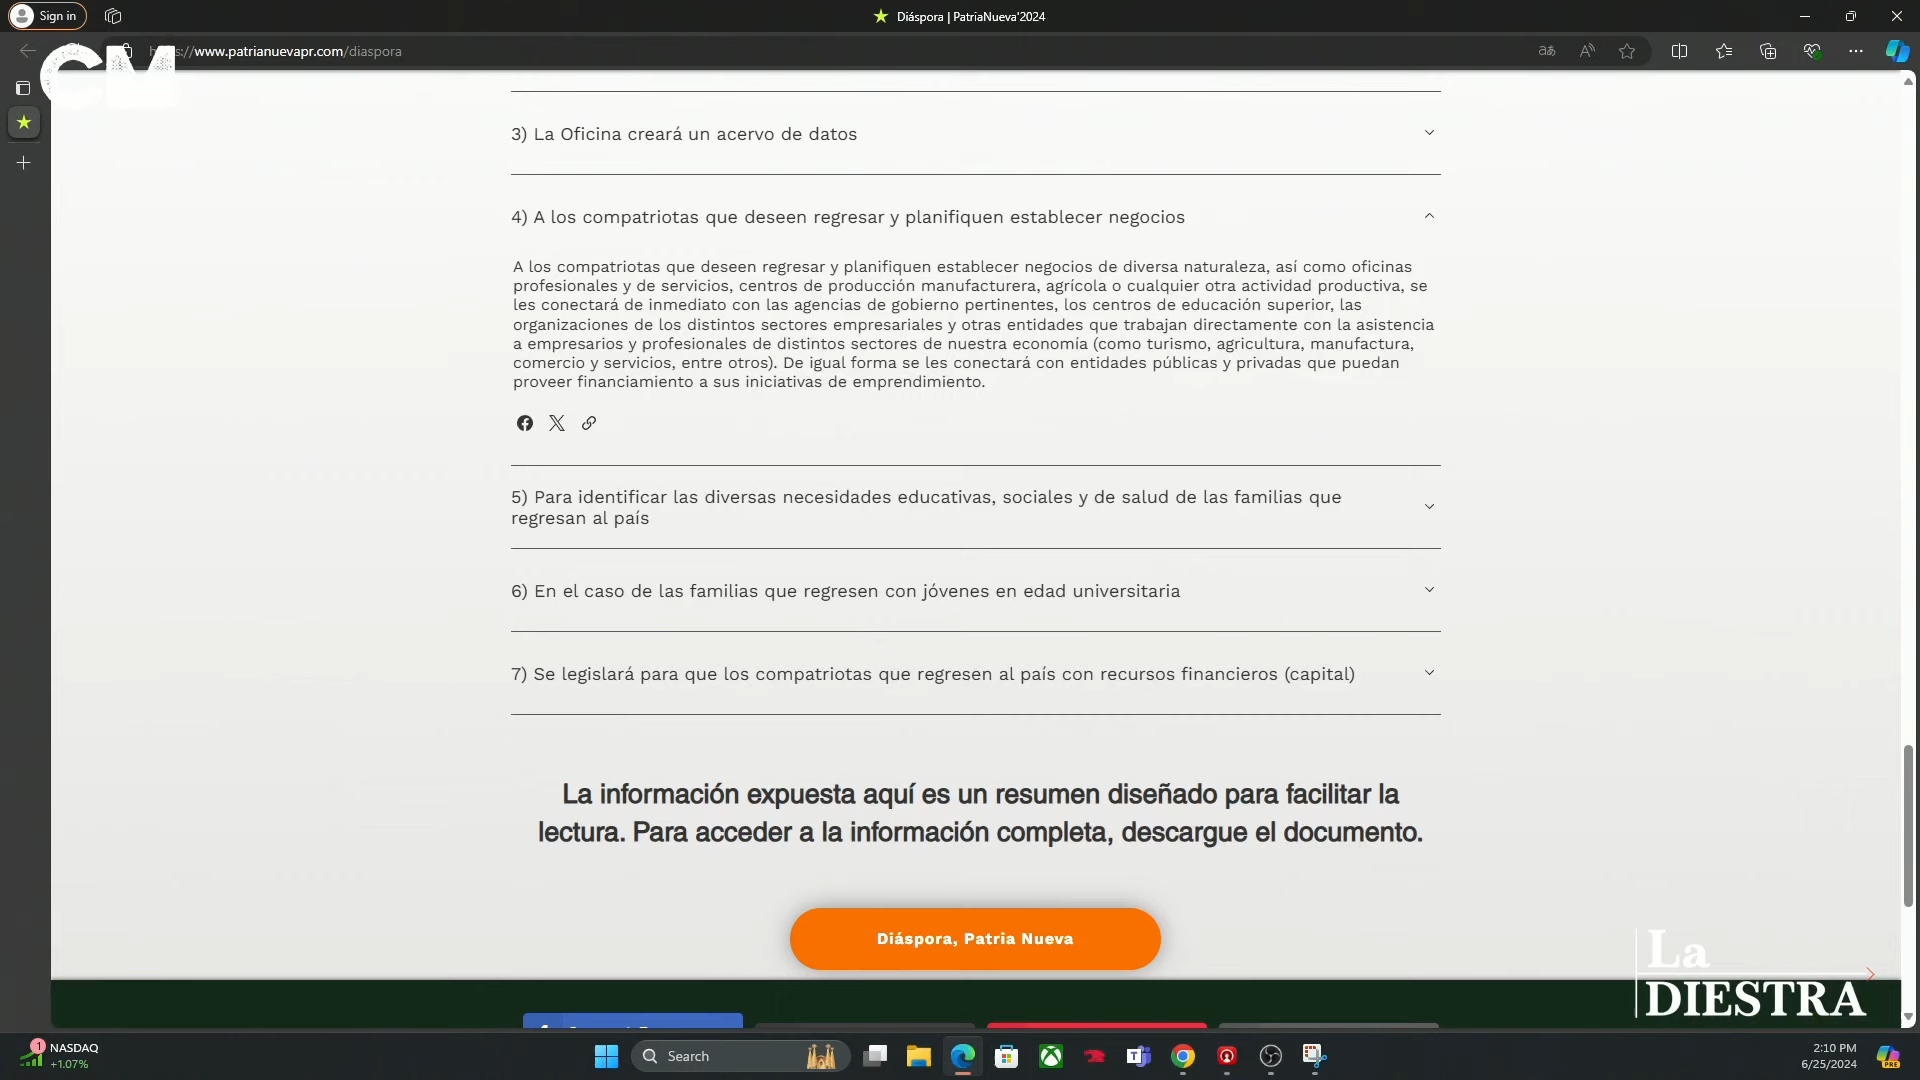 Sign in
Diáspora | PatriaNueva'2024
www.patrianuevapr.com/diaspora
CM
3) La Oficina creará un acervo de datos
4) A los compatriotas que deseen regresar y planifiquen establecer negocios
A los compatriotas que deseen regresar y planifiquen establecer negocios de diversa naturaleza, así como oficinas
profesionales y de servicios, centros de producción manufacturera, agrícola o cualquier otra actividad productiva, se
les conectará de inmediato con las agencias de gobierno pertinentes, los centros de educación superior, las
organizaciones de los distintos sectores empresariales y otras entidades que trabajan directamente con la asistencia
a empresarios y profesionales de distintos sectores de nuestra economía (como turismo, agricultura, manufactura,
comercio y servicios, entre otros). De igual forma se les conectará con entidades públicas y privadas que puedan
proveer financiamiento a sus iniciativas de emprendimiento.
5) Para identificar las diversas necesidades educativas, sociales y de salud de las familias que
regresan al país
6) En el caso de las familias que regresen con jóvenes en edad universitaria
7) Se legislará para que los compatriotas que regresen al país con recursos financieros (capital)
La información expuesta aquí es un resumen diseñado para facilitar la
lectura. Para acceder a la información completa, descargue el documento.
Diáspora, Patria Nueva
La
DIESTRA
1
NASDAQ
+1.07%
Search
2:10 PM
6/25/2024